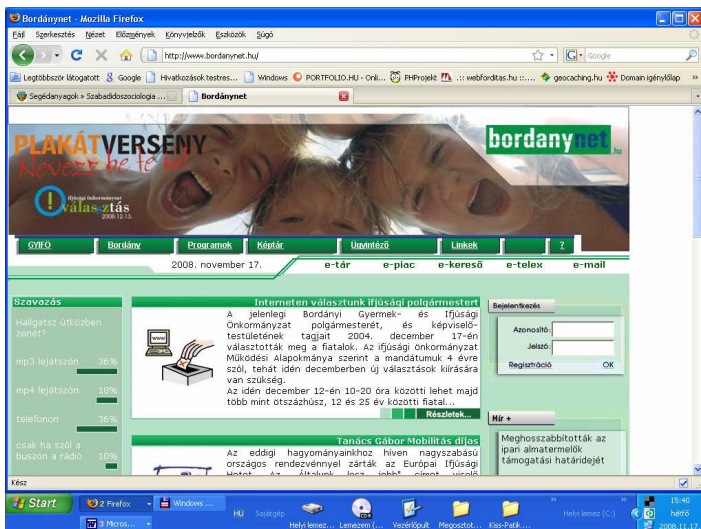 Bordánynet - Mozilla Firefox
Fájl Szerkesztés Nézet Előzmények Könyvjelzők Eszközök Súgó
http://www.bordanynet.hu/
Google
Legtöbbször látogatott Google Hivatkozások testres... Windows PORTFOLIO.HU - Onli... PHProjekt .:: webforditas.hu ::.... geocaching.hu Domain igénylőlap »
Segédanyagok » Szabadidoszociologia ... Bordánynet
PLAKÁTVERSENY
Nevezz be te is!
bordanynet.hu
ifjúsági önkormányzat
választás
2008.12.13.
GYIFÖ Bordány Programok Képtár Ügyintéző Linkek ?
2008. november 17. e-tár e-piac e-kereső e-telex e-mail
Szavazás
Hallgatsz útközben
zenét?
mp3 lejátszón 36%
mp4 lejátszón 18%
telefonon 36%
csak ha szól a
buszon a rádió 10%
Interneten választunk ifjúsági polgármestert
www
A jelenlegi Bordányi Gyermek- és Ifjúsági
Önkormányzat polgármesterét, és képviselő-
testületének tagjait 2004. december 17-én
választották meg a fiatalok. Az ifjúsági önkormányzat
Működési Alapokmánya szerint a mandátumuk 4 évre
szól, tehát idén decemberben új választások kiírására
van szükség.
Az idén december 12-én 10-20 óra közötti lehet majd
több mint ötszázhúsz, 12 és 25 év közötti fiatal...
Részletek...
Tanács Gábor Mobilitás díjas
Az eddigi hagyományainkhoz híven nagyszabású
országos rendezvénnyel zárták az Európai Ifjúsági
Bejelentkezés
Azonosító:
Jelszó:
Regisztráció OK
Hír +
Meghosszabbították az
ipari almatermelők
támogatási határidejét
Kész
Start 2 Firefox Windows ... 3 Micros...
HU Sajátgép Helyi lemez... Lemezem (... Vezérlőpult Megosztot... Kiss-Patik... » Helyi lemez (C:) »
15:40
hétfő
2008.11.17.